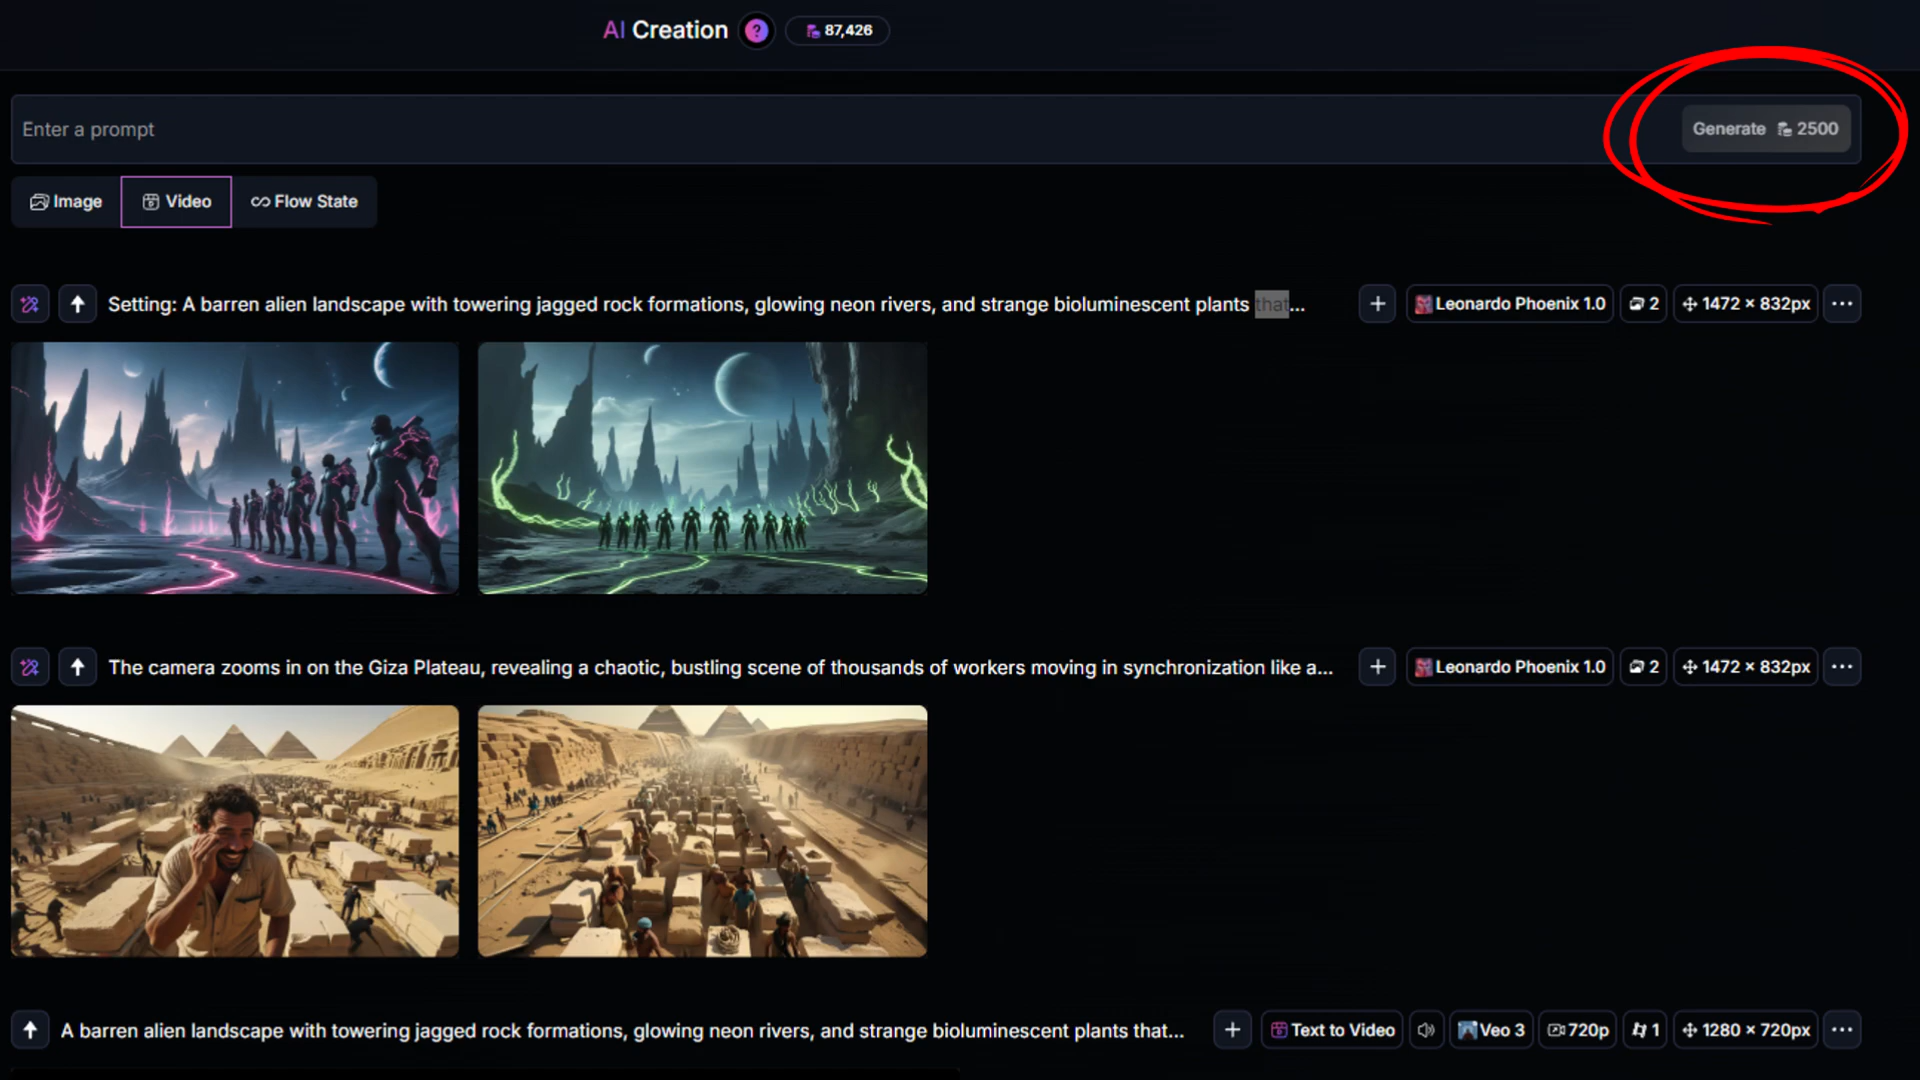 AI Creation ? 87,426
Enter a prompt
Generate 2500
Image Video Flow State
Setting: A barren alien landscape with towering jagged rock formations, glowing neon rivers, and strange bioluminescent plants that... + Leonardo Phoenix 1.0 2 1472 × 832px ...
The camera zooms in on the Giza Plateau, revealing a chaotic, bustling scene of thousands of workers moving in synchronization like a... + Leonardo Phoenix 1.0 2 1472 × 832px ...
A barren alien landscape with towering jagged rock formations, glowing neon rivers, and strange bioluminescent plants that... + Text to Video Veo 3 720p 1 1280 × 720px ...